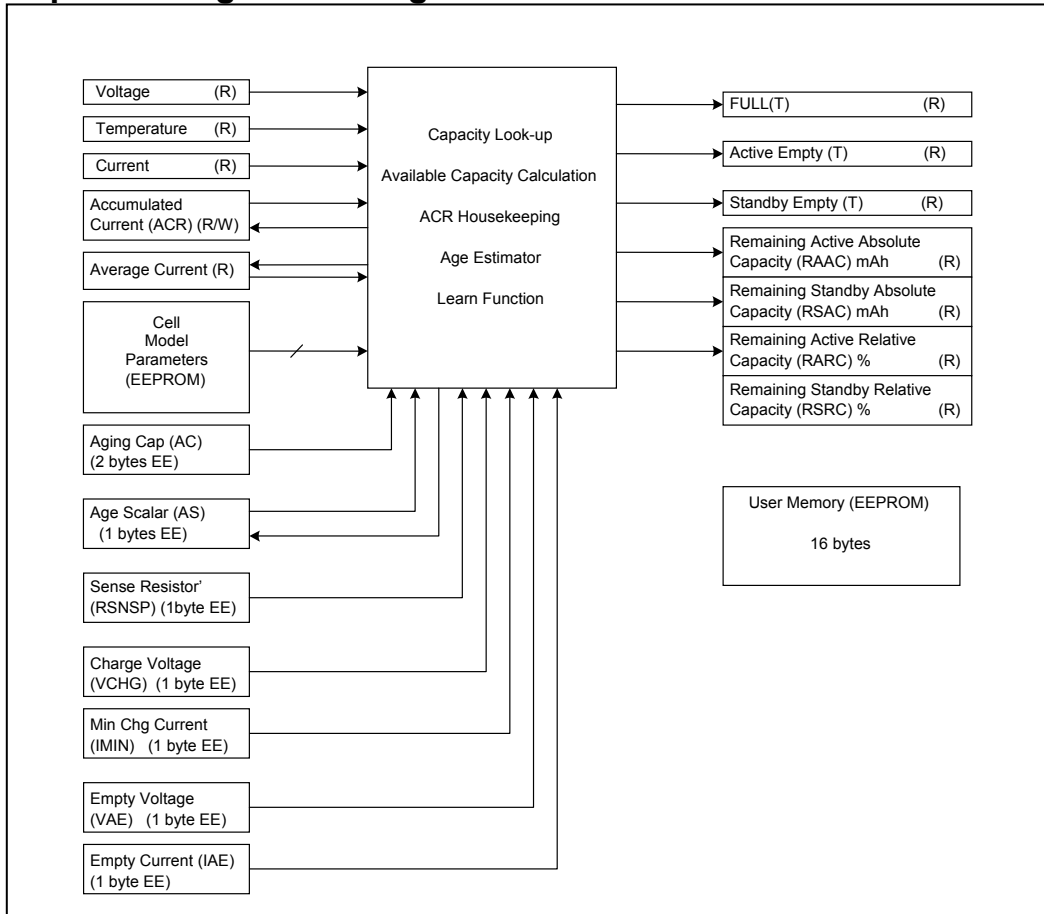 Voltage (R)
Temperature (R)
Current (R)
Accumulated
Current (ACR) (R/W)
Average Current (R)
Cell
Model
Parameters
(EEPROM)
Aging Cap (AC)
(2 bytes EE)
Age Scalar (AS)
(1 bytes EE)
Sense Resistor'
(RSNSP) (1byte EE)
Charge Voltage
(VCHG) (1 byte EE)
Min Chg Current
(IMIN) (1 byte EE)
Empty Voltage
(VAE) (1 byte EE)
Empty Current (IAE)
(1 byte EE)
Capacity Look-up
Available Capacity Calculation
ACR Housekeeping
Age Estimator
Learn Function
FULL(T) (R)
Active Empty (T) (R)
Standby Empty (T) (R)
Remaining Active Absolute
Capacity (RAAC) mAh (R)
Remaining Standby Absolute
Capacity (RSAC) mAh (R)
Remaining Active Relative
Capacity (RARC) % (R)
Remaining Standby Relative
Capacity (RSRC) % (R)
User Memory (EEPROM)
16 bytes